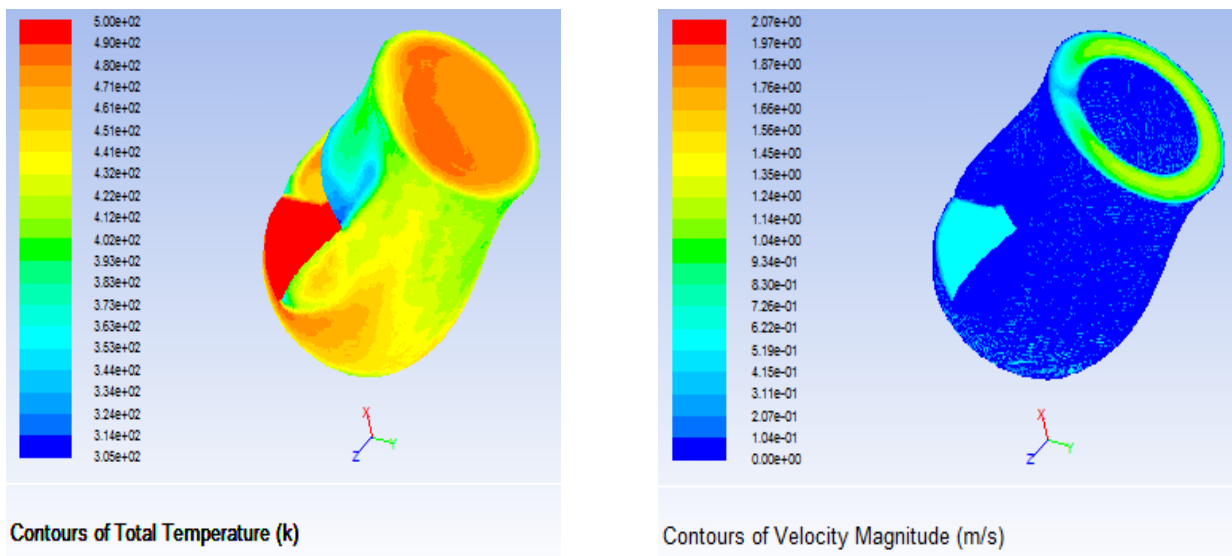 5.00e+02
4.90e+02
4.80e+02
4.71e+02
4.61e+02
4.51e+02
4.41e+02
4.32e+02
4.22e+02
4.12e+02
4.02e+02
3.92e+02
3.83e+02
3.73e+02
3.63e+02
3.53e+02
3.44e+02
3.34e+02
3.24e+02
3.14e+02
3.05e+02
X
Y
Z
Contours of Total Temperature (k)
2.07e+00
1.97e+00
1.87e+00
1.76e+00
1.66e+00
1.56e+00
1.45e+00
1.35e+00
1.24e+00
1.14e+00
1.04e+00
9.34e-01
8.30e-01
7.26e-01
6.22e-01
5.19e-01
4.15e-01
3.11e-01
2.07e-01
1.04e-01
0.00e+00
X
Y
Z
Contours of Velocity Magnitude (m/s)